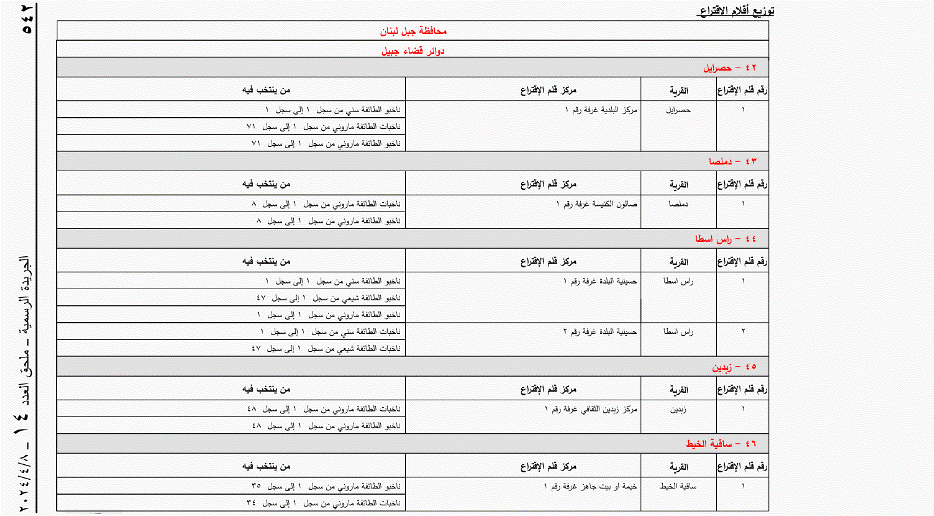 توزيع أقلام الاقتراع
٥٤٢
محافظة جبل لبنان
دوائر قضاء جبيل
٤٢ - حصرايل
رقم قلم الإقتراع القرية مركز قلم الإقتراع من ينتخب فيه
١ حصرايل مركز البلدية غرفة رقم ١ ناخبو الطائفة سني من سجل ١ إلى سجل ١
ناخبات الطائفة ماروني من سجل ١ إلى سجل ٧١
ناخبو الطائفة ماروني من سجل ١ إلى سجل ٧١
٤٣ - دملصا
رقم قلم الإقتراع القرية مركز قلم الإقتراع من ينتخب فيه
١ دملصا صالون الكنيسة غرفة رقم ١ ناخبات الطائفة ماروني من سجل ١ إلى سجل ٨
ناخبو الطائفة ماروني من سجل ١ إلى سجل ٨
٤٤ - راس اسطا
رقم قلم الإقتراع القرية مركز قلم الإقتراع من ينتخب فيه
١ راس اسطا حسينية البلدة غرفة رقم ١ ناخبو الطائفة سني من سجل ١ إلى سجل ١
ناخبو الطائفة شيعي من سجل ١ إلى سجل ٤٧
ناخبو الطائفة ماروني من سجل ١ إلى سجل ١
٢ راس اسطا حسينية البلدة غرفة رقم ٢ ناخبات الطائفة سني من سجل ١ إلى سجل ١
ناخبات الطائفة شيعي من سجل ١ إلى سجل ٤٧
٤٥ - زبدين
رقم قلم الإقتراع القرية مركز قلم الإقتراع من ينتخب فيه
١ زبدين مركز زبدين الثقافي غرفة رقم ١ ناخبات الطائفة ماروني من سجل ١ إلى سجل ٤٨
ناخبو الطائفة ماروني من سجل ١ إلى سجل ٤٨
٤٦ - ساقية الخيط
رقم قلم الإقتراع القرية مركز قلم الإقتراع من ينتخب فيه
١ ساقية الخيط خيمة او بيت جاهز غرفة رقم ١ ناخبو الطائفة ماروني من سجل ١ إلى سجل ٣٥
ناخبات الطائفة ماروني من سجل ١ إلى سجل ٣٤
الجريدة الرسمية - ملحق العدد ١٤ - ٢٠٢٤/٤/٨